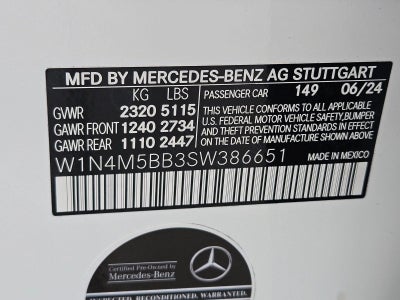 MFD BY MERCEDES-BENZ AG STUTTGART
KG LBS PASSENGER CAR 149 06/24
GVWR 2320 5115
GAWR FRONT 1240 2734
GAWR REAR 1110 2447
THIS VEHICLE CONFORMS TO ALL APPLICABLE
U.S. FEDERAL MOTOR VEHICLE SAFETY, BUMPER
AND THEFT PREVENTION STANDARDS IN EFFECT
ON THE DATE OF MANUFACTURE SHOWN ABOVE.
W1N4M5BB3SW386651 MADE IN MEXICO
Certified Pre-Owned by
Mercedes-Benz
INSPECTED. RECONDITIONED. WARRANTED.